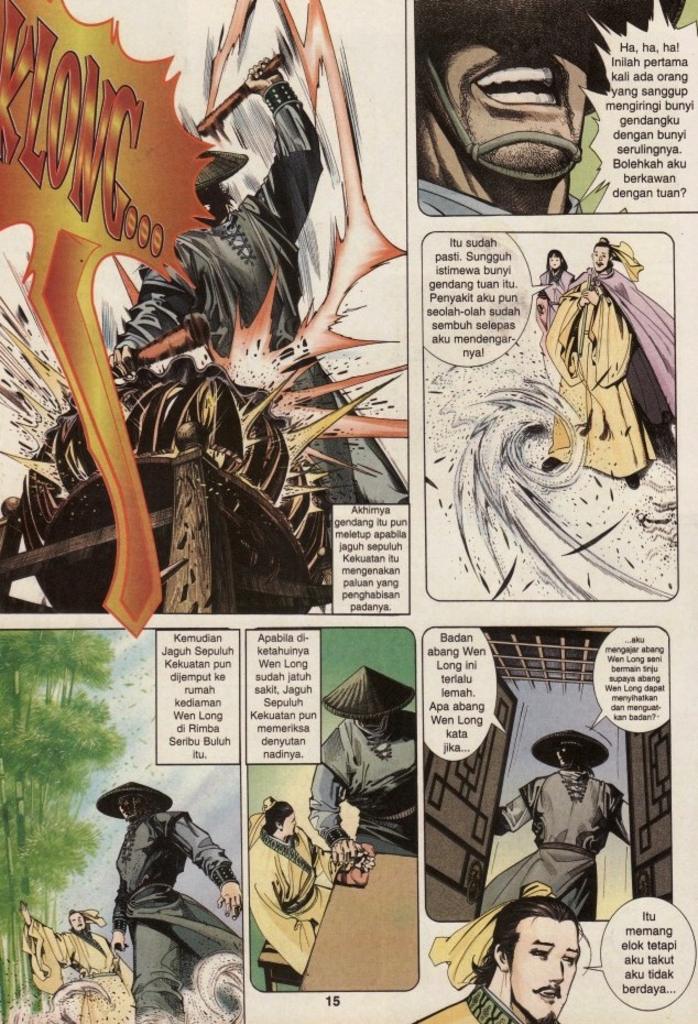 KLONG...
Akhirnya
gendang itu pun
meletup apabila
jaguh sepuluh
Kekuatan itu
mengenakan
paluan yang
penghabisan
padanya.
Ha, ha, ha!
Inilah pertama
kali ada orang
yang sanggup
mengiringi bunyi
gendangku
dengan bunyi
serulingnya.
Bolehkah aku
berkawan
dengan tuan?
Itu sudah
pasti. Sungguh
istimewa bunyi
gendang tuan itu.
Penyakit aku pun
seolah-olah sudah
sembuh selepas
aku mendengar-
nya!
Kemudian
Jaguh Sepuluh
Kekuatan pun
dijemput ke
rumah
kediaman
Wen Long
di Rimba
Seribu Buluh
itu.
Apabila di-
ketahuinya
Wen Long
sudah jatuh
sakit, Jaguh
Sepuluh
Kekuatan pun
memeriksa
denyutan
nadinya.
Badan
abang Wen
Long ini
terlalu
lemah.
Apa abang
Wen Long
kata
jika...
...aku
mengajar abang
Wen Long seni
bermain tinju
supaya abang
Wen Long dapat
menyihatkan
dan menguat-
kan badan?
Itu
memang
elok tetapi
aku takut
aku tidak
berdaya...
15